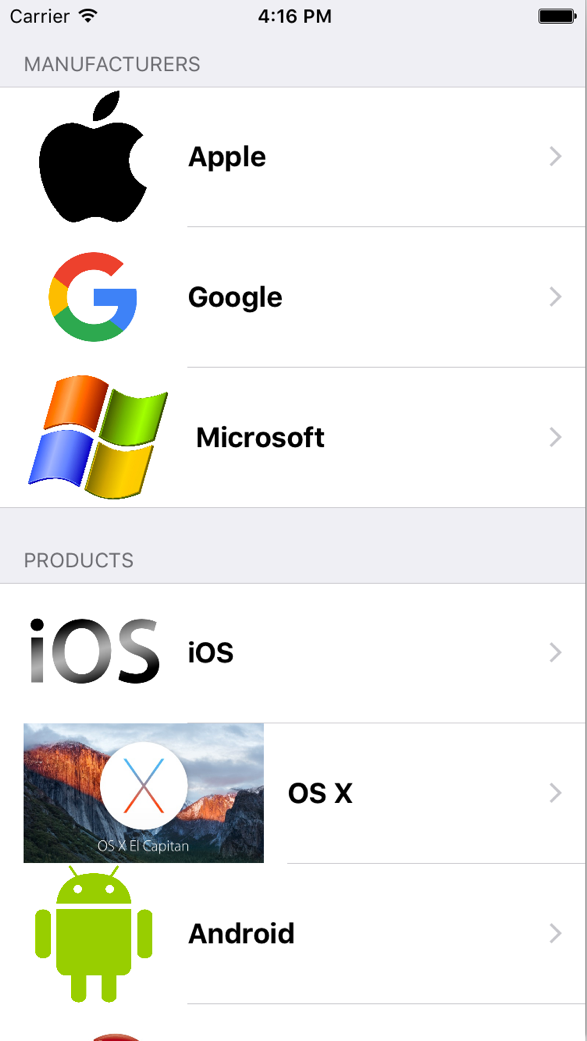 Carrier
4:16 PM
MANUFACTURERS
Apple
Google
Microsoft
PRODUCTS
iOS
iOS
OS X El Capitan
OS X
Android